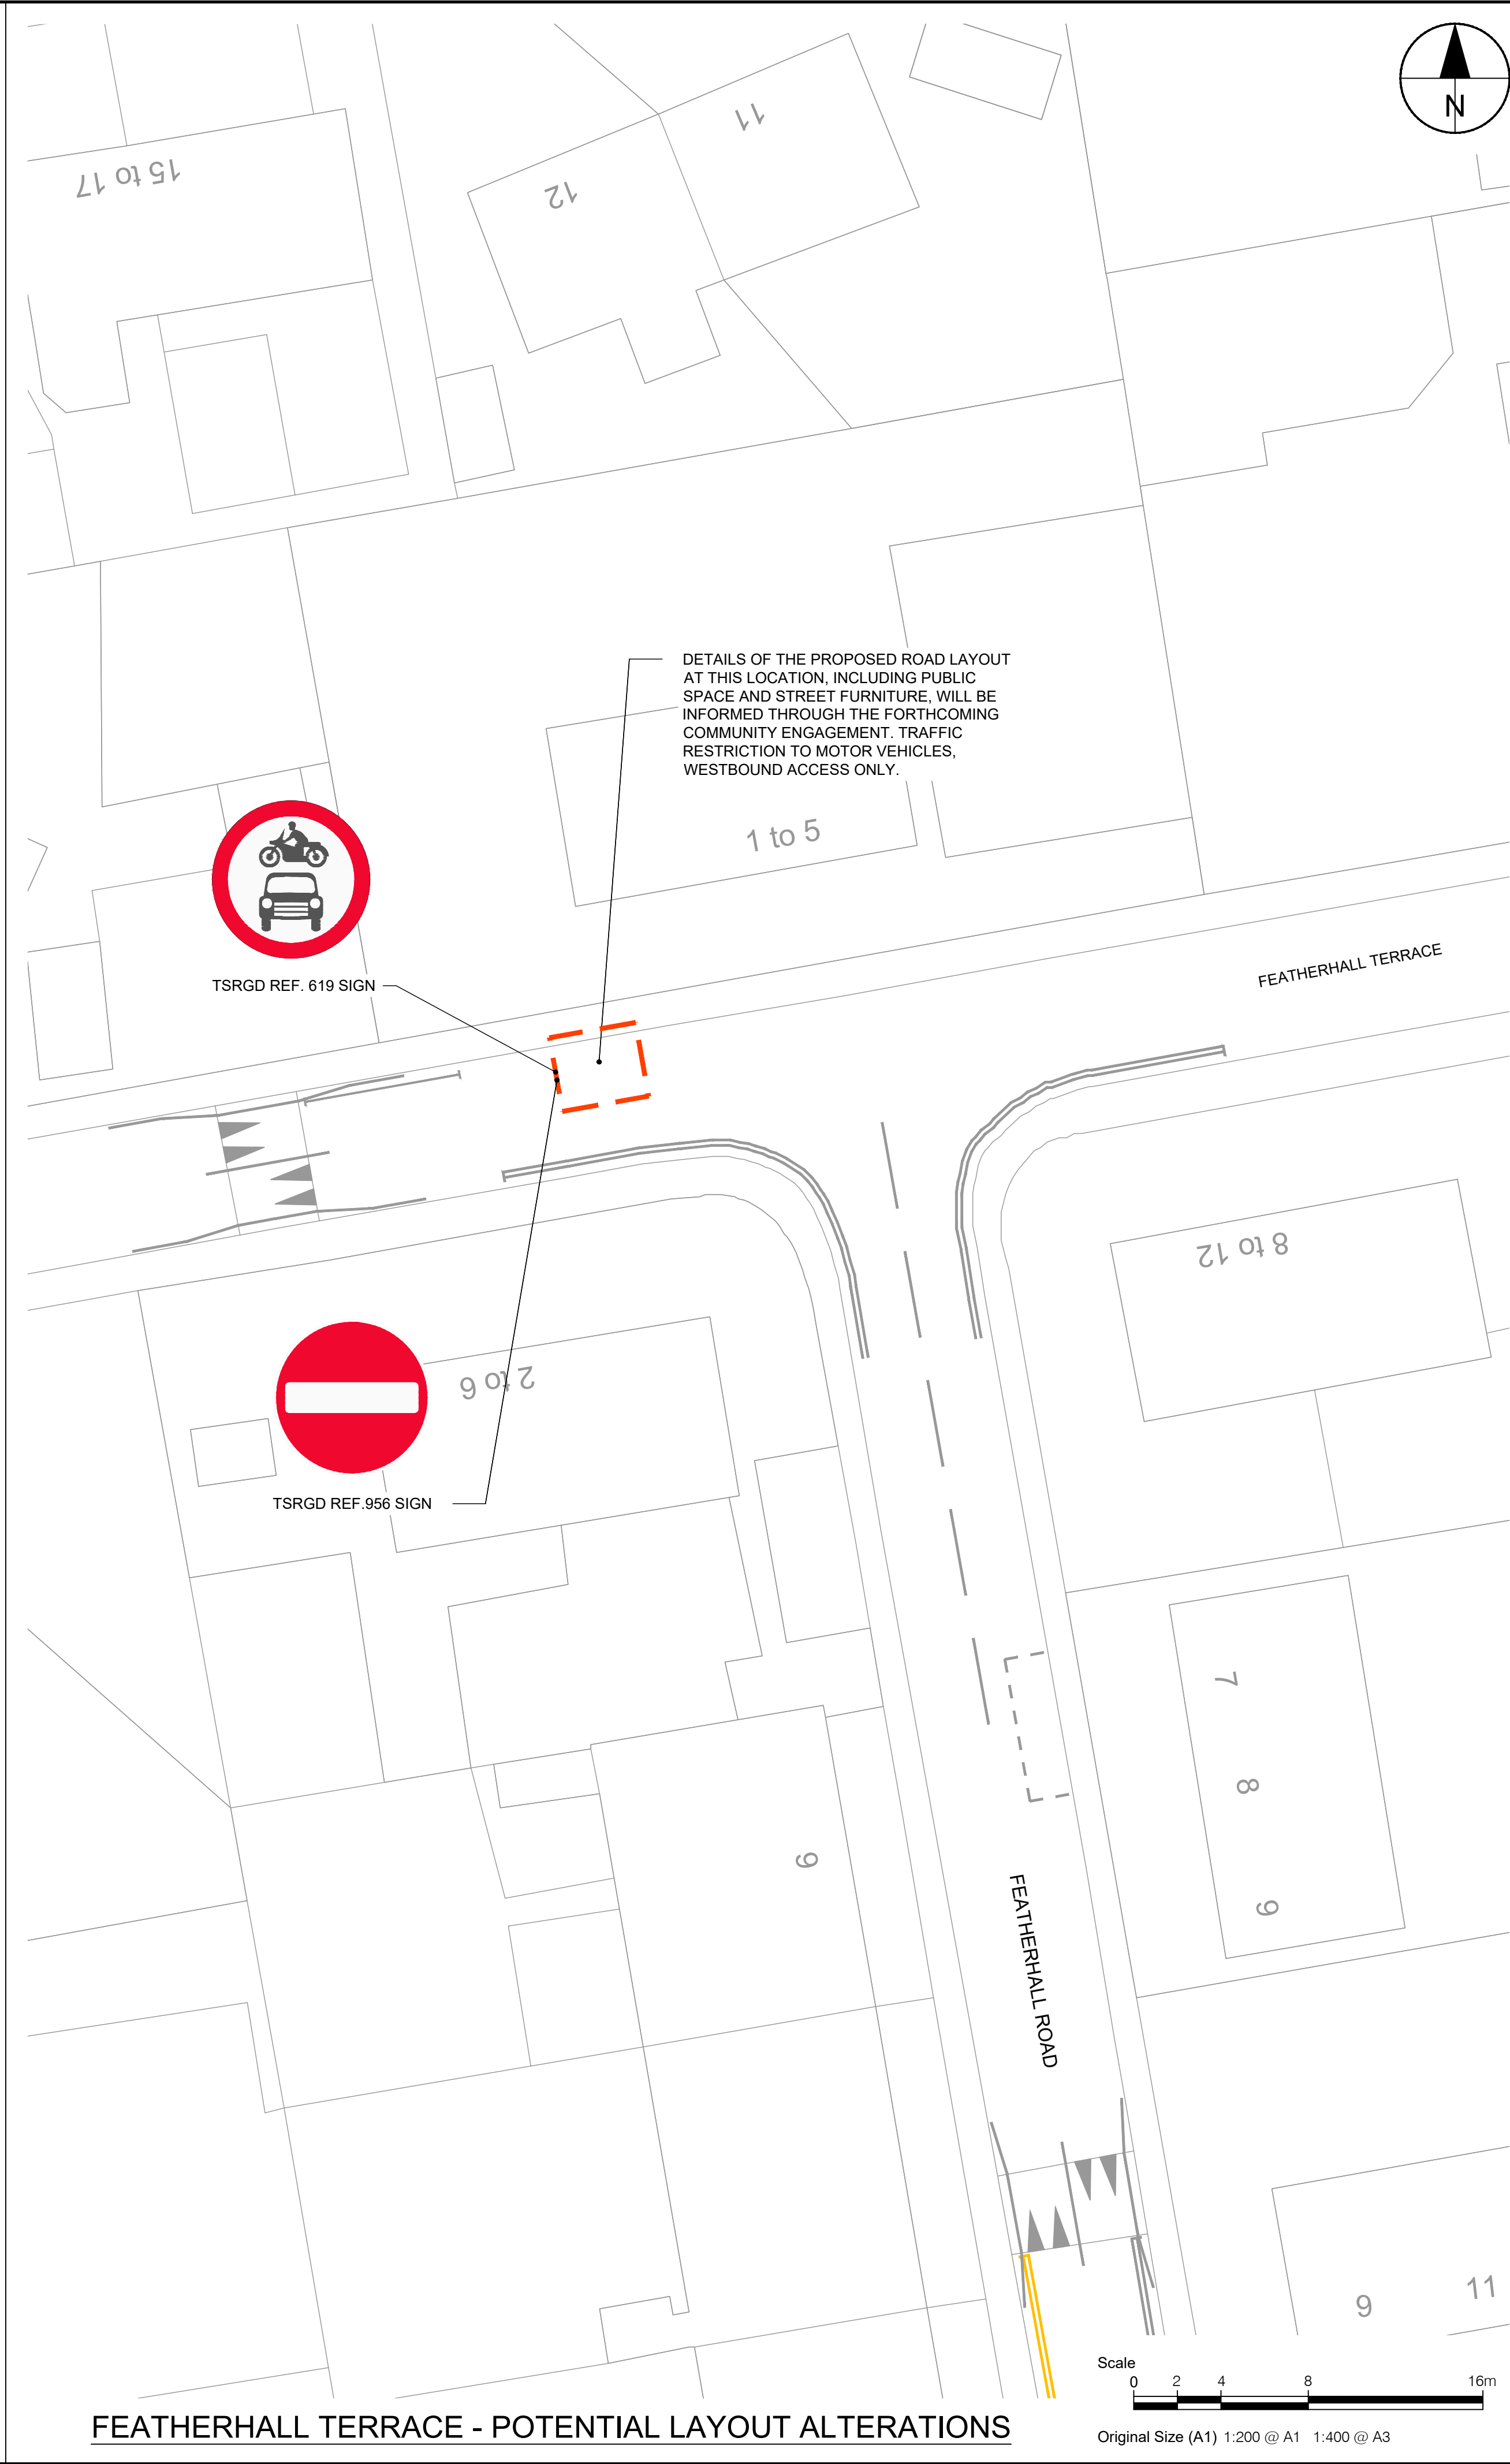 N
11
12
15 to 17
DETAILS OF THE PROPOSED ROAD LAYOUT
AT THIS LOCATION, INCLUDING PUBLIC
SPACE AND STREET FURNITURE, WILL BE
INFORMED THROUGH THE FORTHCOMING
COMMUNITY ENGAGEMENT. TRAFFIC
RESTRICTION TO MOTOR VEHICLES,
WESTBOUND ACCESS ONLY.
1 to 5
FEATHERHALL TERRACE
TSRGD REF. 619 SIGN
8 to 12
2 to 6
TSRGD REF.956 SIGN
7
8
9
9
FEATHERHALL ROAD
9
11
Scale
0 2 4 8 16m
FEATHERHALL TERRACE - POTENTIAL LAYOUT ALTERATIONS
Original Size (A1) 1:200 @ A1 1:400 @ A3